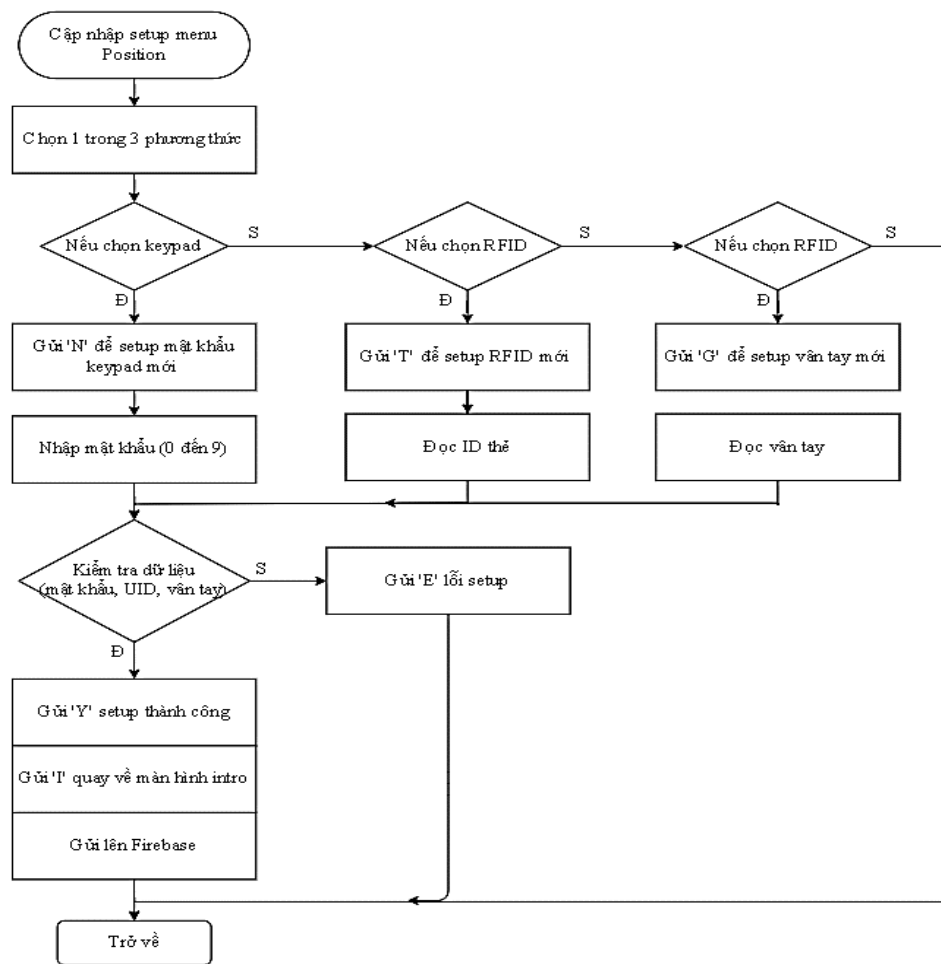 Cập nhập setup menu
Position
Chọn 1 trong 3 phương thức
Nếu chọn keypad
S
Nếu chọn RFID
S
Nếu chọn RFID
S
Đ
Đ
Đ
Gửi 'N' để setup mật khẩu
keypad mới
Gửi 'T' để setup RFID mới
Gửi 'G' để setup vân tay mới
Nhập mật khẩu (0 đến 9)
Đọc ID thẻ
Đọc vân tay
Kiểm tra dữ liệu
(mật khẩu, UID, vân tay)
S
Gửi 'E' lỗi setup
Đ
Gửi 'Y' setup thành công
Gửi 'I' quay về màn hình intro
Gửi lên Firebase
Trở về